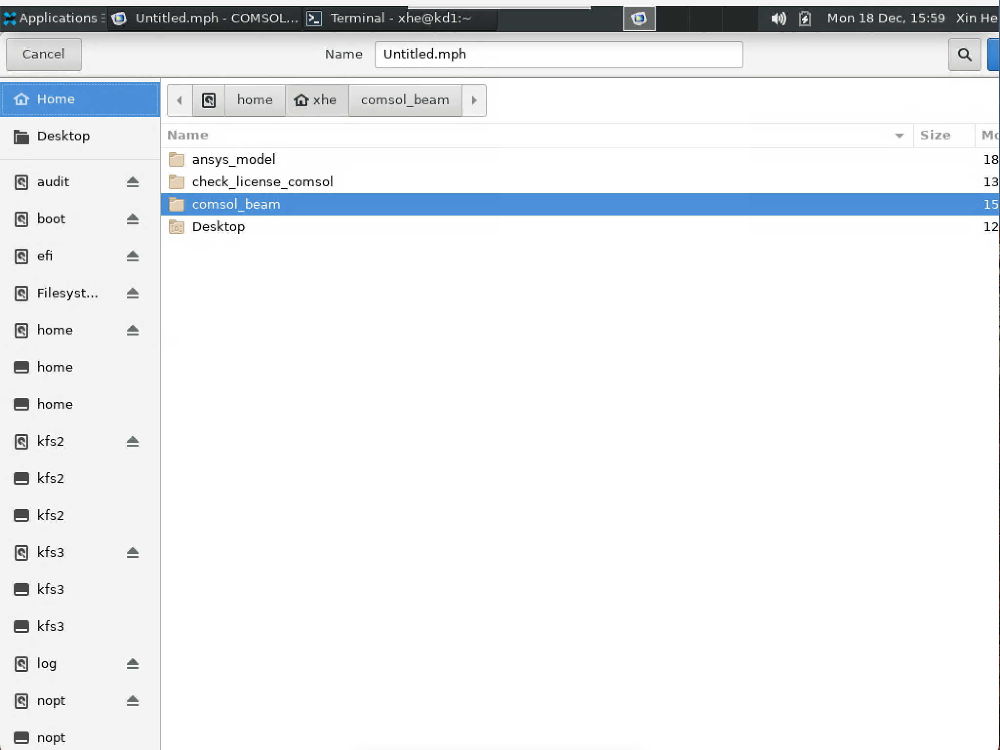 Applications Untitled.mph - COMSOL... Terminal - xhe@kd1:~ Mon 18 Dec, 15:59 Xin He
Cancel Name Untitled.mph
Home home xhe comsol_beam
Desktop
Name Size Mo
ansys_model 18
check_license_comsol 13
comsol_beam 15
Desktop 12
audit
boot
efi
Filesyst...
home
home
home
kfs2
kfs2
kfs2
kfs3
kfs3
kfs3
log
nopt
nopt